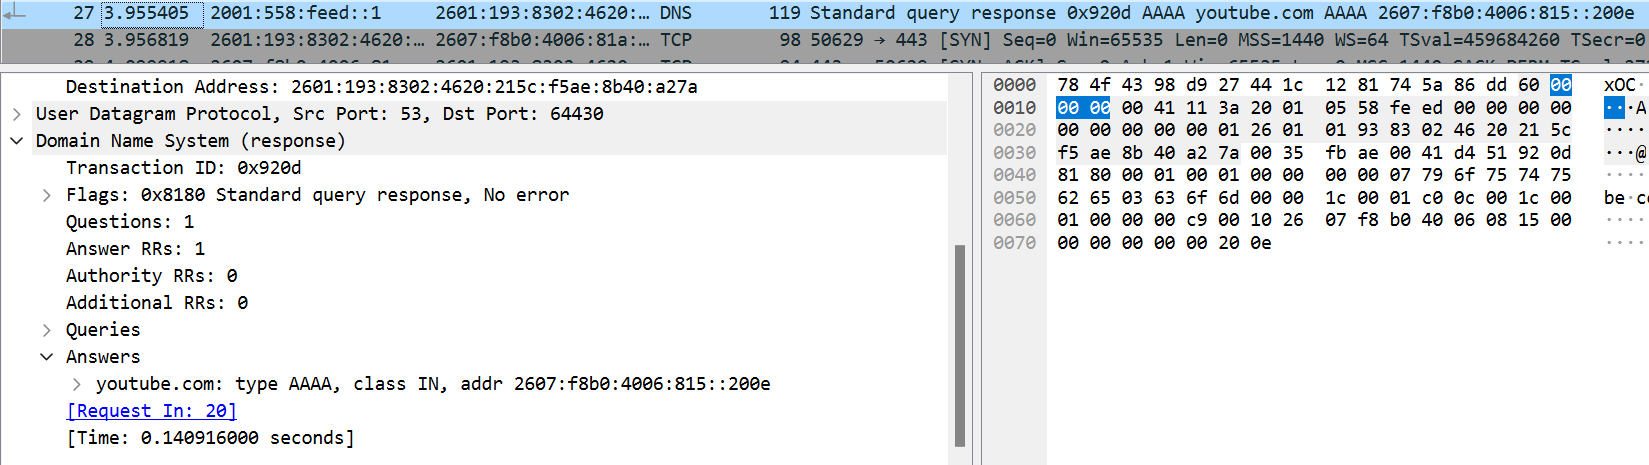 27 3.955405 2001:558:feed::1 2601:193:8302:4620:… DNS 119 Standard query response 0x920d AAAA youtube.com AAAA 2607:f8b0:4006:815::200e
28 3.956819 2601:193:8302:4620:… 2607:f8b0:4006:81a:… TCP 98 50629 → 443 [SYN] Seq=0 Win=65535 Len=0 MSS=1440 WS=64 TSval=459684260 TSecr=0
Destination Address: 2601:193:8302:4620:215c:f5ae:8b40:a27a
User Datagram Protocol, Src Port: 53, Dst Port: 64430
Domain Name System (response)
Transaction ID: 0x920d
Flags: 0x8180 Standard query response, No error
Questions: 1
Answer RRs: 1
Authority RRs: 0
Additional RRs: 0
Queries
Answers
youtube.com: type AAAA, class IN, addr 2607:f8b0:4006:815::200e
[Request In: 20]
[Time: 0.140916000 seconds]
0000 78 4f 43 98 d9 27 44 1c 12 81 74 5a 86 dd 60 00 xOC·
0010 00 00 00 41 11 3a 20 01 05 58 fe ed 00 00 00 00 ···A
0020 00 00 00 00 00 01 26 01 01 93 83 02 46 20 21 5c ····
0030 f5 ae 8b 40 a2 7a 00 35 fb ae 00 41 d4 51 92 0d ···@
0040 81 80 00 01 00 01 00 00 00 00 07 79 6f 75 74 75 ····
0050 62 65 03 63 6f 6d 00 00 1c 00 01 c0 0c 00 1c 00 be·c
0060 01 00 00 00 c9 00 10 26 07 f8 b0 40 06 08 15 00 ····
0070 00 00 00 00 00 20 0e ····